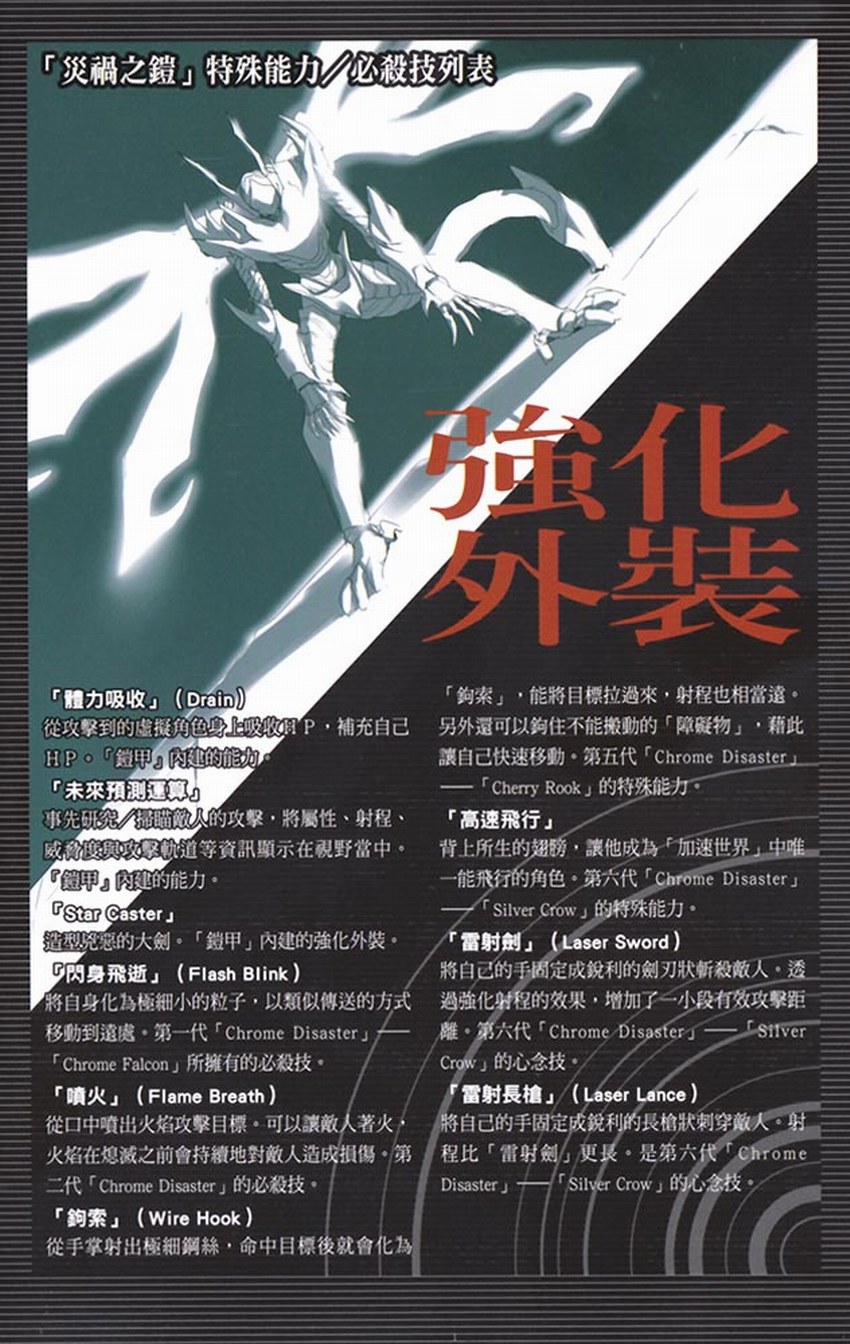 「災禍之鎧」特殊能力／必殺技列表
強化
外裝
「體力吸收」（Drain）
從攻擊到的虛擬角色身上吸收HP，補充自己
HP。「鎧甲」內建的能力。
「未來預測運算」
事先研究／掃瞄敵人的攻擊，將屬性、射程、
威脅度與攻擊軌道等資訊顯示在視野當中。
「鎧甲」內建的能力。
「Star Caster」
造型兇惡的大劍。「鎧甲」內建的強化外裝。
「閃身飛逝」（Flash Blink）
將自身化為極細小的粒子，以類似傳送的方式
移動到遠處。第一代「Chrome Disaster」——
「Chrome Falcon」所擁有的必殺技。
「噴火」（Flame Breath）
從口中噴出火焰攻擊目標。可以讓敵人著火，
火焰在熄滅之前會持續地對敵人造成損傷。第
二代「Chrome Disaster」的必殺技。
「鉤索」（Wire Hook）
從手掌射出極細鋼絲，命中目標後就會化為
「鉤索」，能將目標拉過來，射程也相當遠。
另外還可以鉤住不能搬動的「障礙物」，藉此
讓自己快速移動。第五代「Chrome Disaster」
——「Cherry Rook」的特殊能力。
「高速飛行」
背上所生的翅膀，讓他成為「加速世界」中唯
一能飛行的角色。第六代「Chrome Disaster」
——「Silver Crow」的特殊能力。
「雷射劍」（Laser Sword）
將自己的手固定成銳利的劍刃狀斬殺敵人。透
過強化射程的效果，增加了一小段有效攻擊距
離。第六代「Chrome Disaster」——「Silver
Crow」的心念技。
「雷射長槍」（Laser Lance）
將自己的手固定成銳利的長槍狀刺穿敵人。射
程比「雷射劍」更長。是第六代「Chrome
Disaster」——「Silver Crow」的心念技。